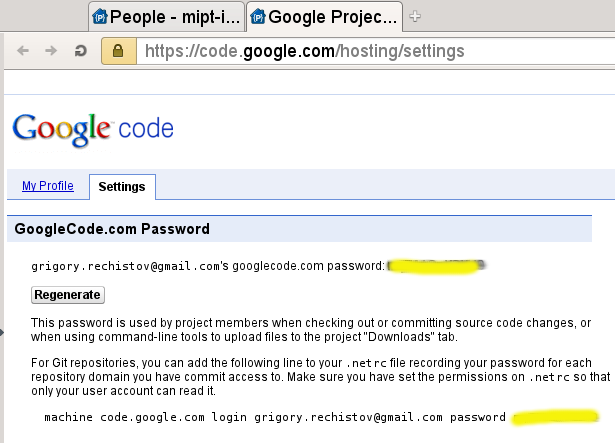 People - mipt-i... Google Projec...
https://code.google.com/hosting/settings
Google code
My Profile Settings
GoogleCode.com Password
grigory.rechistov@gmail.com's googlecode.com password:
Regenerate
This password is used by project members when checking out or committing source code changes, or
when using command-line tools to upload files to the project "Downloads" tab.
For Git repositories, you can add the following line to your .netrc file recording your password for each
repository domain you have commit access to. Make sure you have set the permissions on .netrc so that
only your user account can read it.
machine code.google.com login grigory.rechistov@gmail.com password